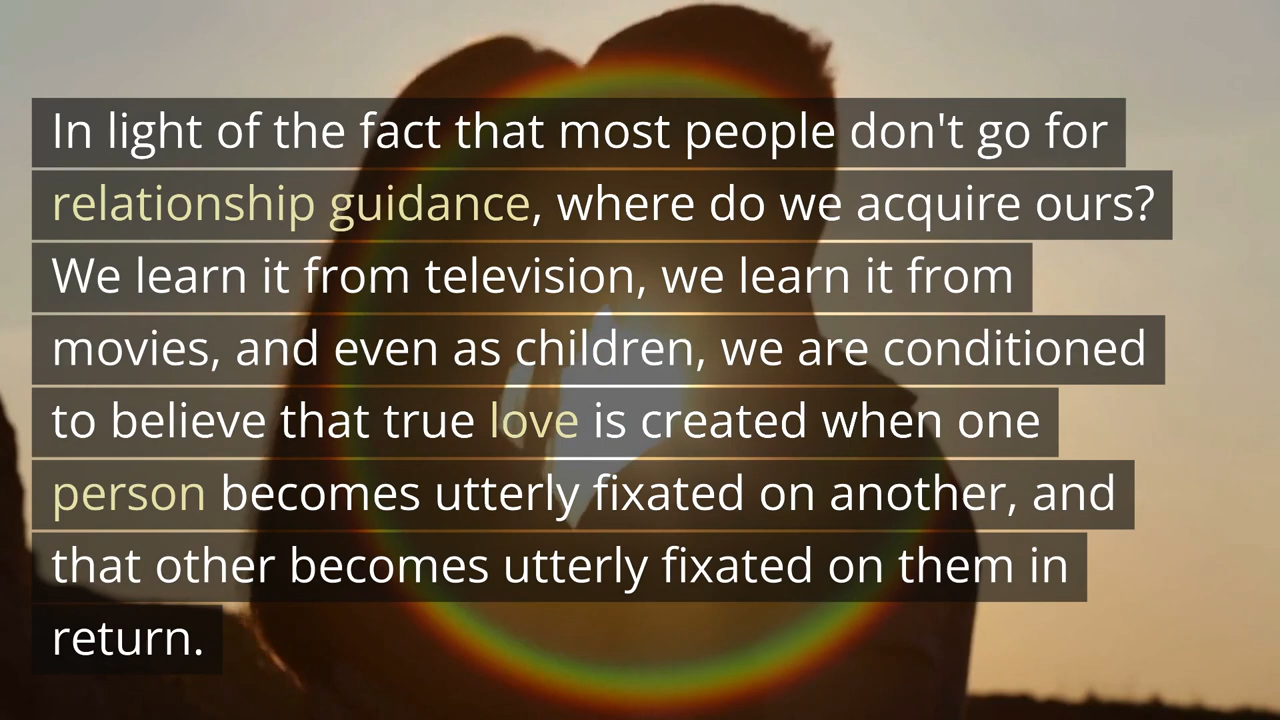 In light of the fact that most people don't go for
relationship guidance, where do we acquire ours?
We learn it from television, we learn it from
movies, and even as children, we are conditioned
to believe that true love is created when one
person becomes utterly fixated on another, and
that other becomes utterly fixated on them in
return.